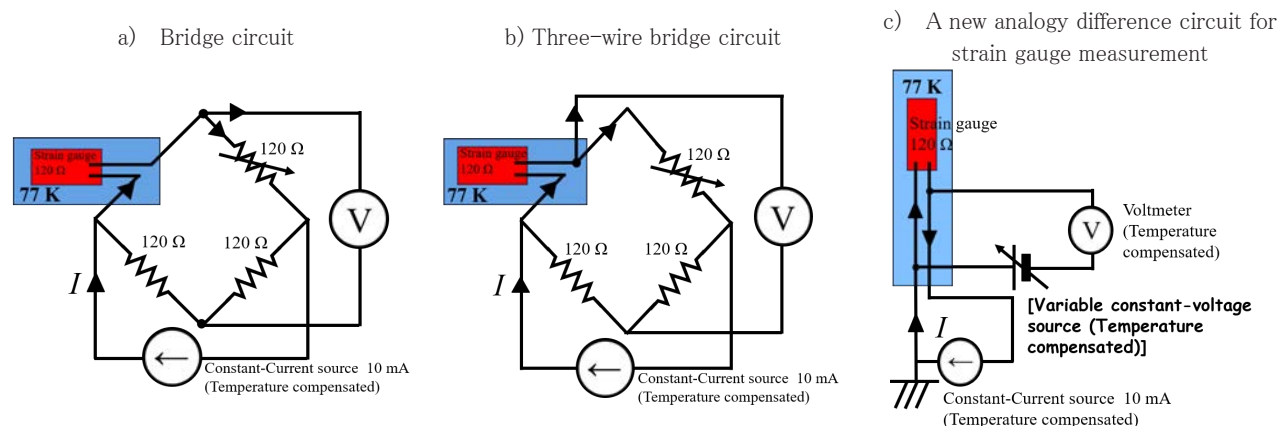 a) Bridge circuit
Strain gauge
120 Ω
77 K
120 Ω
120 Ω
120 Ω
V
I
←
Constant-Current source 10 mA
(Temperature compensated)
b) Three-wire bridge circuit
Strain gauge
120 Ω
77 K
120 Ω
120 Ω
120 Ω
V
I
←
Constant-Current source 10 mA
(Temperature compensated)
c) A new analogy difference circuit for
strain gauge measurement
77 K
Strain gauge
120 Ω
V
Voltmeter
(Temperature
compensated)
[Variable constant-voltage
source (Temperature
compensated)]
I
←
Constant-Current source 10 mA
(Temperature compensated)